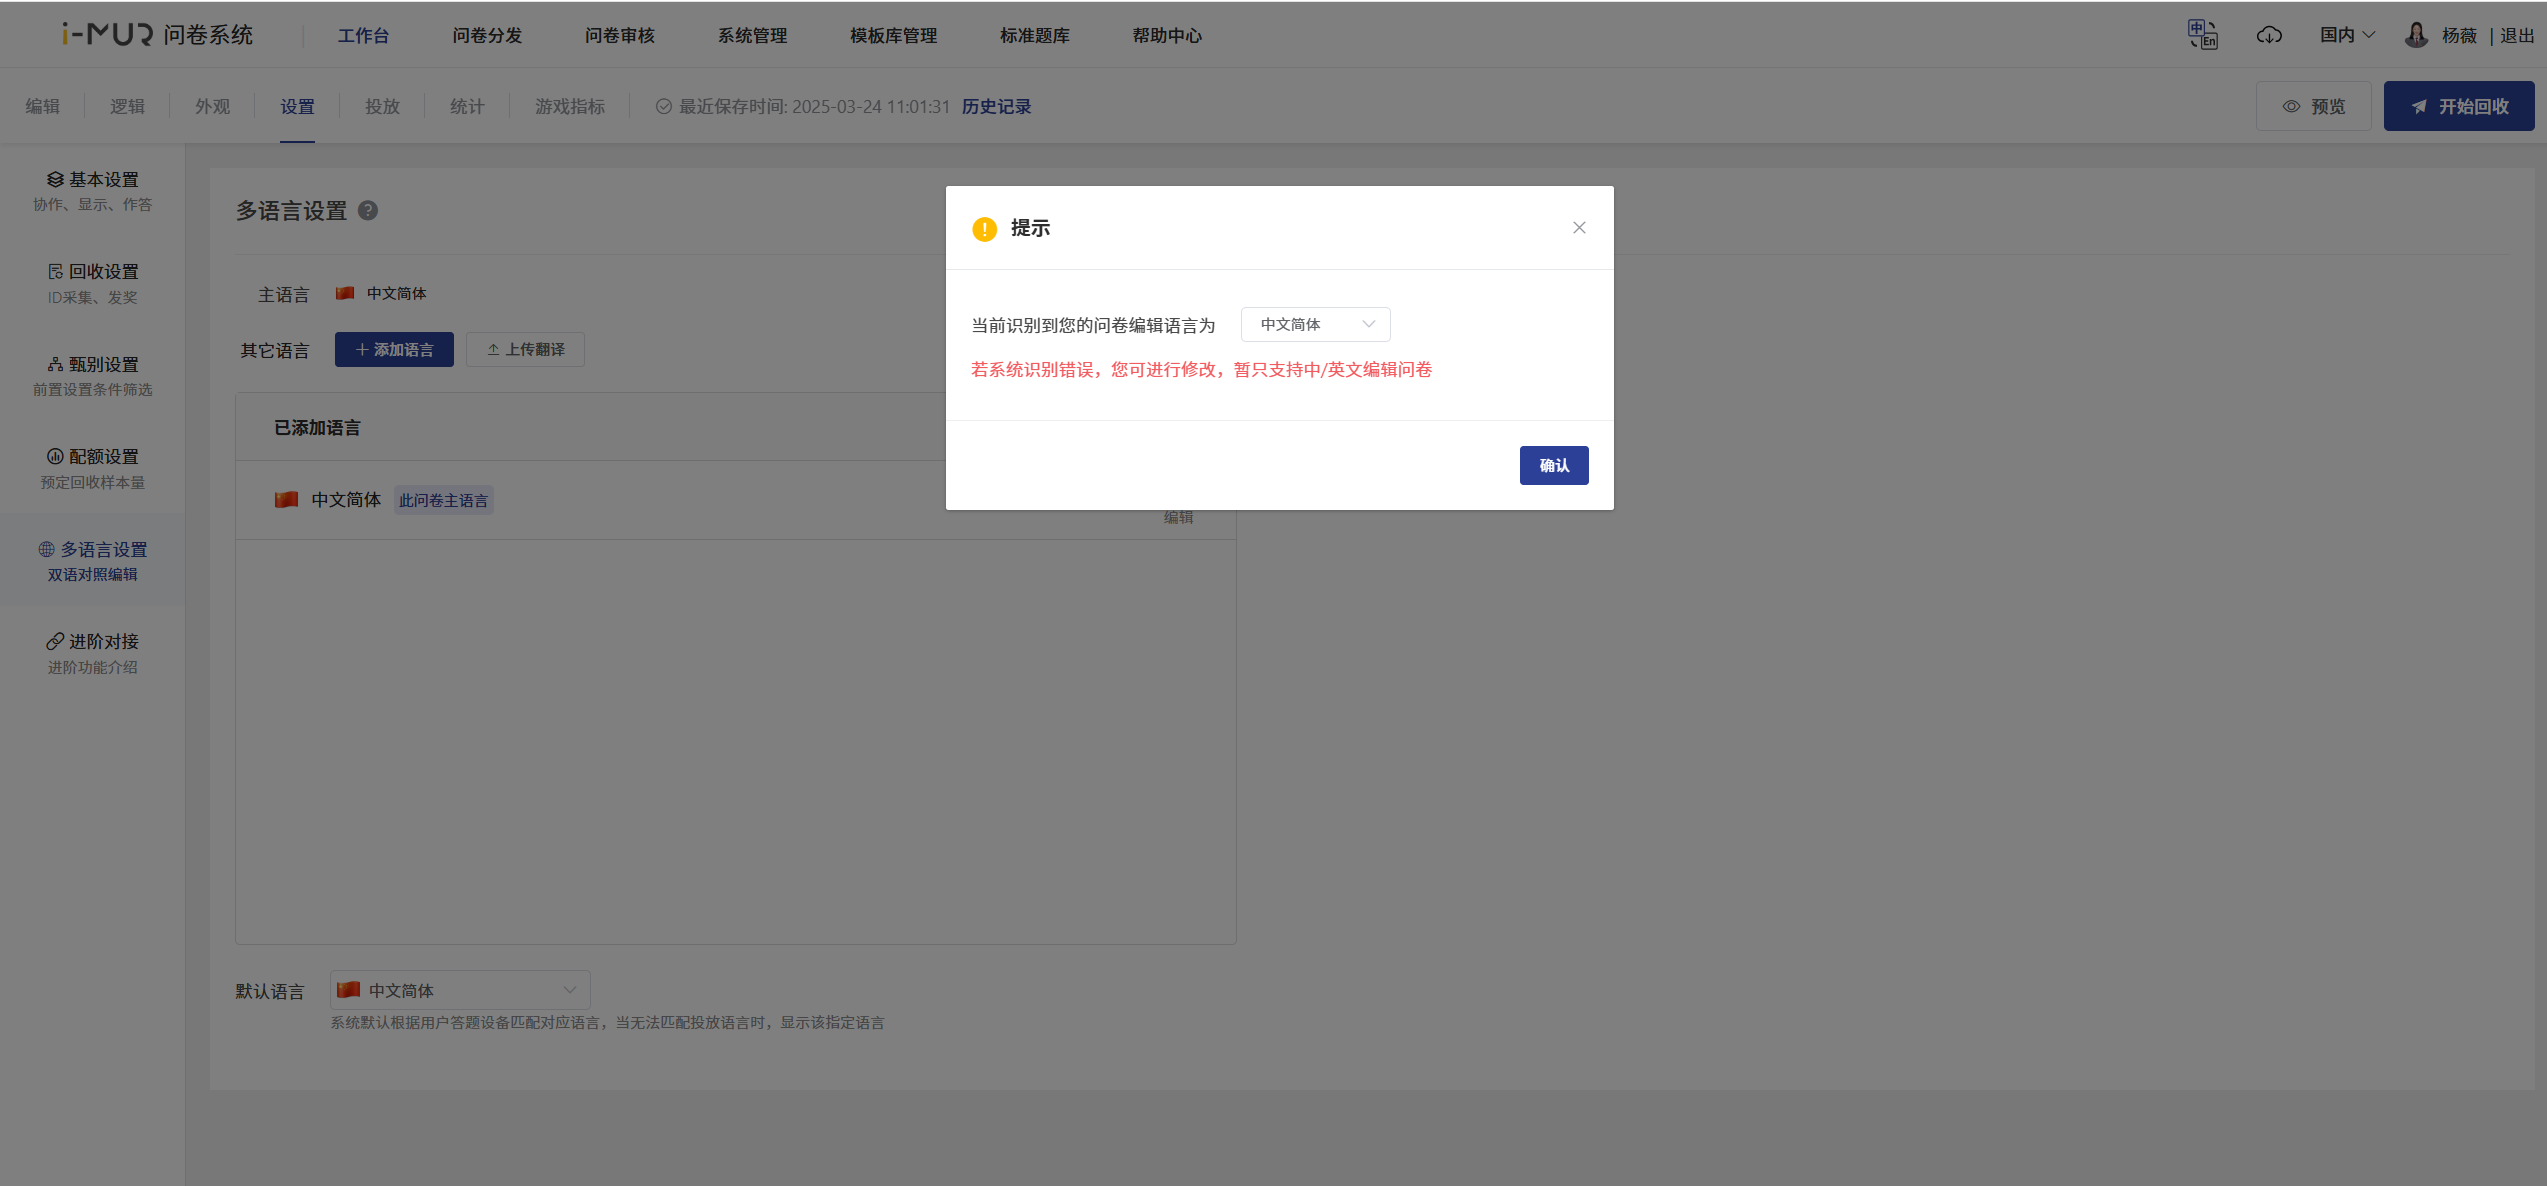 i-MUR 问卷系统 工作台 问卷分发 问卷审核 系统管理 模板库管理 标准题库 帮助中心 中 En 国内 杨薇 | 退出
编辑 逻辑 外观 设置 投放 统计 游戏指标 最近保存时间: 2025-03-24 11:01:31 历史记录 预览 开始回收
基本设置
协作、显示、作答
回收设置
ID采集、发奖
甄别设置
前置设置条件筛选
配额设置
预定回收样本量
多语言设置
双语对照编辑
进阶对接
进阶功能介绍
多语言设置 ?
主语言 中文简体
其它语言 添加语言 上传翻译
已添加语言
中文简体 此问卷主语言
编辑
默认语言 中文简体
系统默认根据用户答题设备匹配对应语言，当无法匹配投放语言时，显示该指定语言
! 提示
当前识别到您的问卷编辑语言为 中文简体
若系统识别错误，您可进行修改，暂只支持中/英文编辑问卷
确认